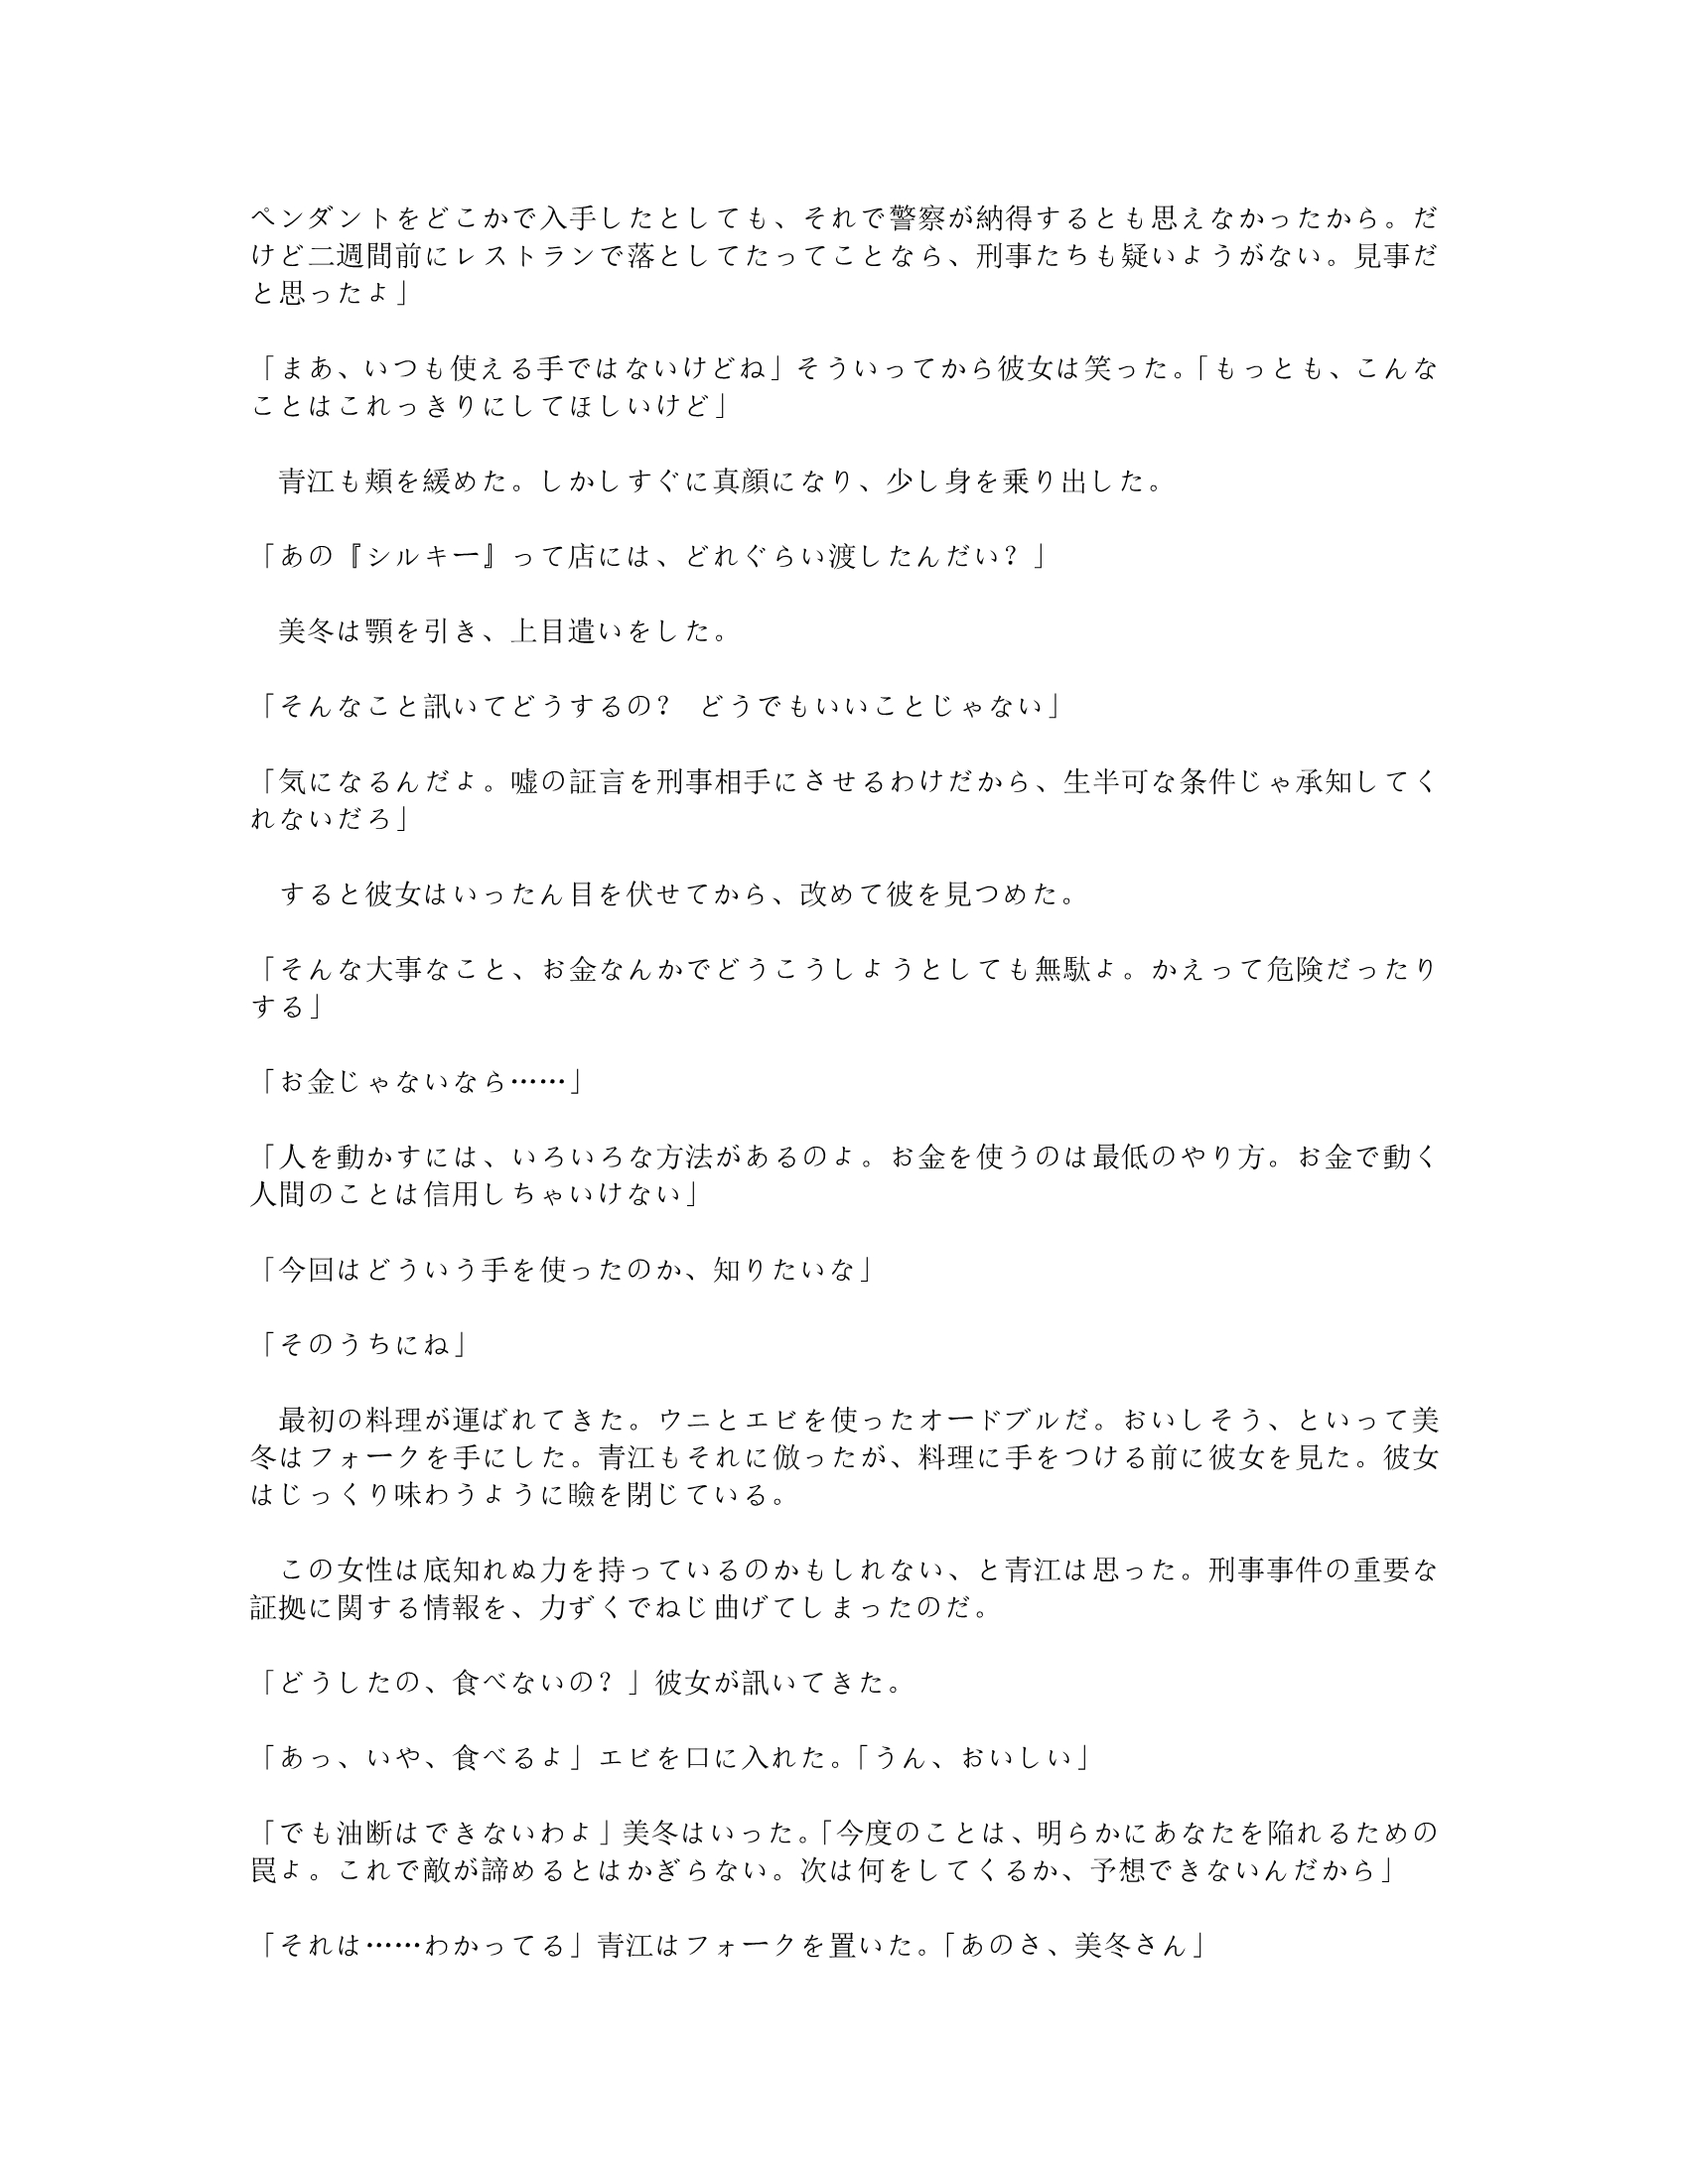 ペンダントをどこかで入手したとしても、それで警察が納得するとも思えなかったから。だ
けど二週間前にレストランで落としてたってことなら、刑事たちも疑いようがない。見事だ
と思ったよ」
「まあ、いつも使える手ではないけどね」そういってから彼女は笑った。「もっとも、こんな
ことはこれっきりにしてほしいけど」
　青江も頬を緩めた。しかしすぐに真顔になり、少し身を乗り出した。
「あの『シルキー』って店には、どれぐらい渡したんだい？」
　美冬は顎を引き、上目遣いをした。
「そんなこと訊いてどうするの？　どうでもいいことじゃない」
「気になるんだよ。嘘の証言を刑事相手にさせるわけだから、生半可な条件じゃ承知してく
れないだろ」
　すると彼女はいったん目を伏せてから、改めて彼を見つめた。
「そんな大事なこと、お金なんかでどうこうしようとしても無駄よ。かえって危険だったり
する」
「お金じゃないなら……」
「人を動かすには、いろいろな方法があるのよ。お金を使うのは最低のやり方。お金で動く
人間のことは信用しちゃいけない」
「今回はどういう手を使ったのか、知りたいな」
「そのうちにね」
　最初の料理が運ばれてきた。ウニとエビを使ったオードブルだ。おいしそう、といって美
冬はフォークを手にした。青江もそれに倣ったが、料理に手をつける前に彼女を見た。彼女
はじっくり味わうように瞼を閉じている。
　この女性は底知れぬ力を持っているのかもしれない、と青江は思った。刑事事件の重要な
証拠に関する情報を、力ずくでねじ曲げてしまったのだ。
「どうしたの、食べないの？」彼女が訊いてきた。
「あっ、いや、食べるよ」エビを口に入れた。「うん、おいしい」
「でも油断はできないわよ」美冬はいった。「今度のことは、明らかにあなたを陥れるための
罠よ。これで敵が諦めるとはかぎらない。次は何をしてくるか、予想できないんだから」
「それは……わかってる」青江はフォークを置いた。「あのさ、美冬さん」